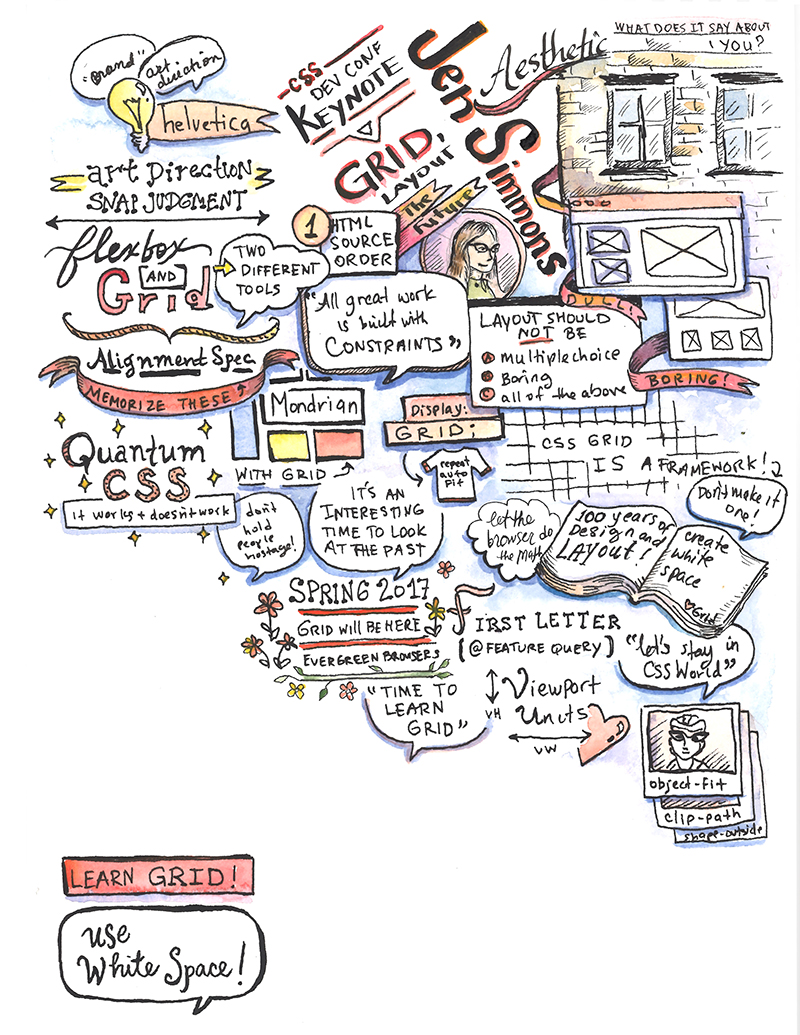 "Brand"
art
direction
helvetica
CSS
DEV CONF
KEYNOTE
GRID,
LAYOUT
The
Future
Jen Simmons
Aesthetic
WHAT DOES IT SAY ABOUT
YOU?
art Direction
SNAP JUDGMENT
flexbox
AND
Grid
TWO
DIFFERENT
TOOLS
1
HTML
SOURCE
ORDER
"All great work
is built with
CONSTRAINTS"
DULL
LAYOUT SHOULD
NOT BE
A Multiple choice
B Boring
C all of the above
BORING!
Alignment Spec
MEMORIZE THESE
Mondrian
WITH GRID
Display:
GRID;
repeat
auto
fit
CSS GRID
IS A FRAMEWORK!
Don't make it
one!
Quantum
CSS
it works + doesn't work
don't
hold
people
hostage!
IT'S AN
INTERESTING
TIME TO LOOK
AT THE PAST
let the
browser do
the math
100 years of
Design and
LAYOUT!
create
white
space
Grid
SPRING 2017
GRID WILL BE HERE
EVERGREEN BROWSERS
FIRST LETTER
[@FEATURE QUERY]
"let's stay in
CSS World"
"TIME TO
LEARN
GRID"
Viewport
Units
VH
VW
object-fit
clip-path
shape-outside
LEARN GRID!
use
White Space!